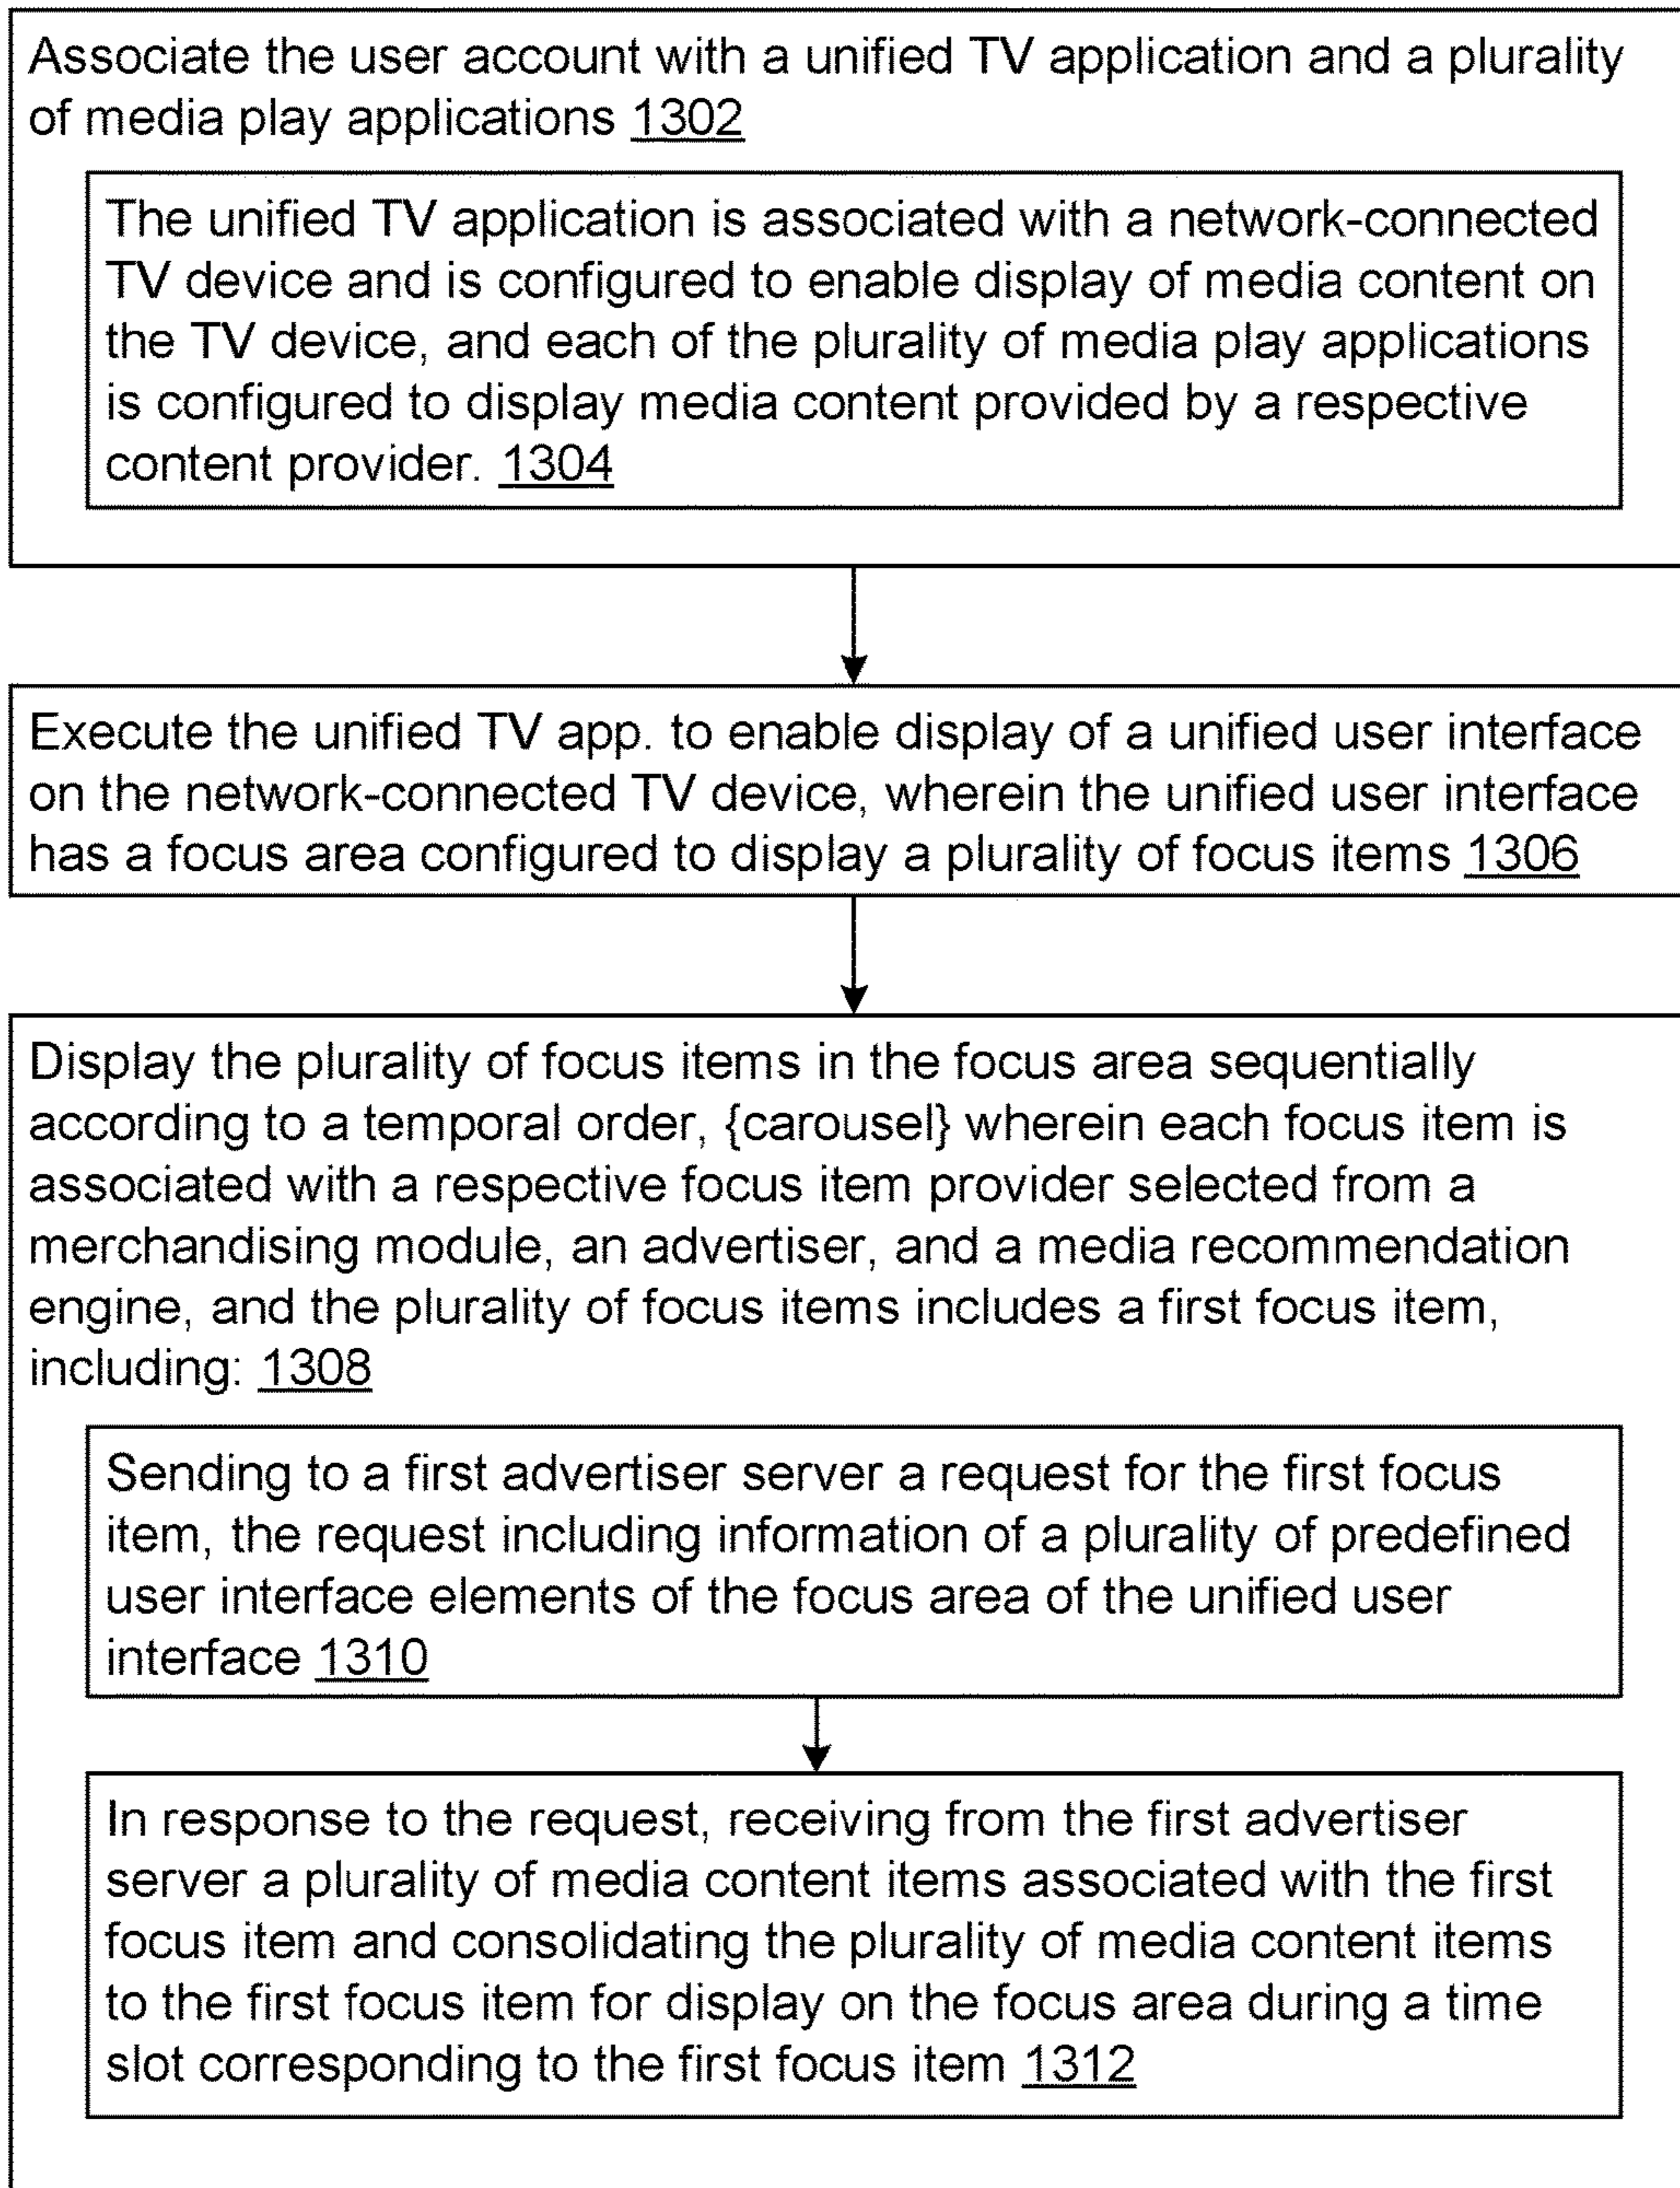 Associate the user account with a unified TV application and a plurality
of media play applications 1302
The unified TV application is associated with a network-connected
TV device and is configured to enable display of media content on
the TV device, and each of the plurality of media play applications
is configured to display media content provided by a respective
content provider. 1304
Execute the unified TV app. to enable display of a unified user interface
on the network-connected TV device, wherein the unified user interface
has a focus area configured to display a plurality of focus items 1306
Display the plurality of focus items in the focus area sequentially
according to a temporal order, {carousel} wherein each focus item is
associated with a respective focus item provider selected from a
merchandising module, an advertiser, and a media recommendation
engine, and the plurality of focus items includes a first focus item,
including: 1308
Sending to a first advertiser server a request for the first focus
item, the request including information of a plurality of predefined
user interface elements of the focus area of the unified user
interface 1310
In response to the request, receiving from the first advertiser
server a plurality of media content items associated with the first
focus item and consolidating the plurality of media content items
to the first focus item for display on the focus area during a time
slot corresponding to the first focus item 1312